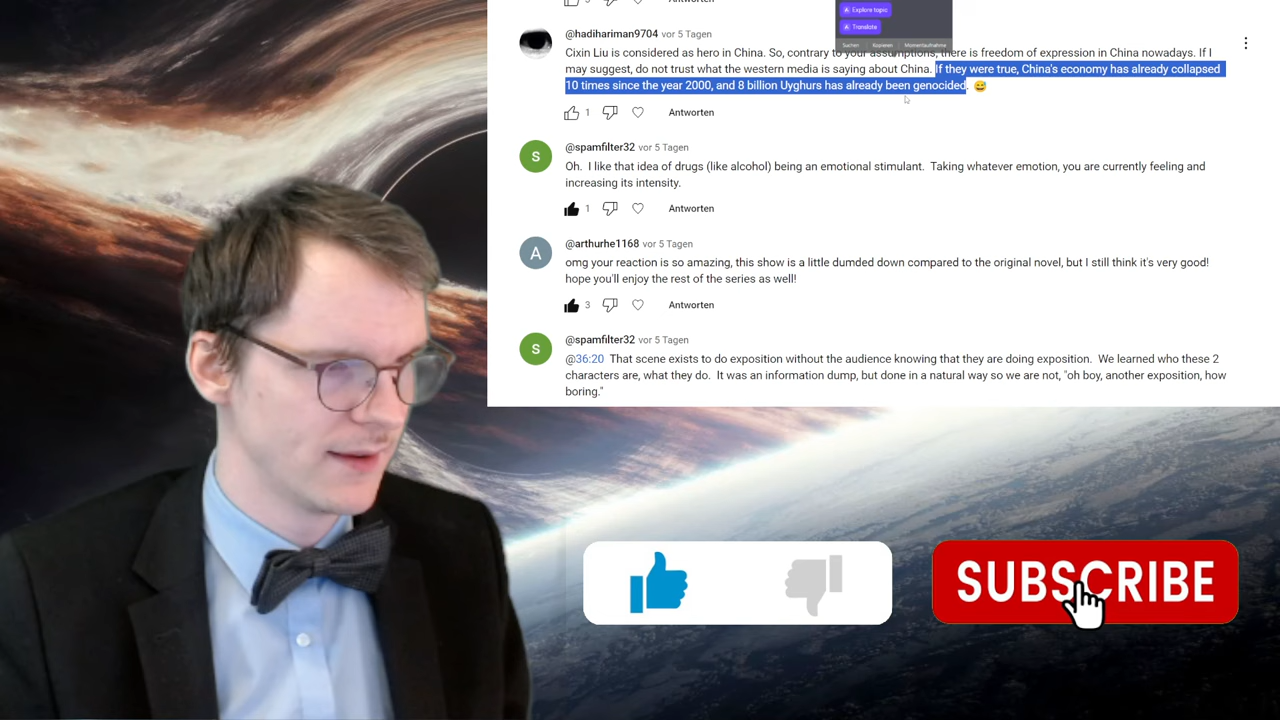 Explore topic
Translate
Suchen Kopieren Momentaufnahme
3 Antworten
@hadihariman9704 vor 5 Tagen
Cixin Liu is considered as hero in China. So, contrary to your assumptions, there is freedom of expression in China nowadays. If I
may suggest, do not trust what the western media is saying about China. If they were true, China's economy has already collapsed
10 times since the year 2000, and 8 billion Uyghurs has already been genocided. 😅
1 Antworten
S
@spamfilter32 vor 5 Tagen
Oh. I like that idea of drugs (like alcohol) being an emotional stimulant. Taking whatever emotion, you are currently feeling and
increasing its intensity.
1 Antworten
A
@arthurhe1168 vor 5 Tagen
omg your reaction is so amazing, this show is a little dumded down compared to the original novel, but I still think it's very good!
hope you'll enjoy the rest of the series as well!
3 Antworten
S
@spamfilter32 vor 5 Tagen
@36:20 That scene exists to do exposition without the audience knowing that they are doing exposition. We learned who these 2
characters are, what they do. It was an information dump, but done in a natural way so we are not, "oh boy, another exposition, how
boring."
SUBSCRIBE